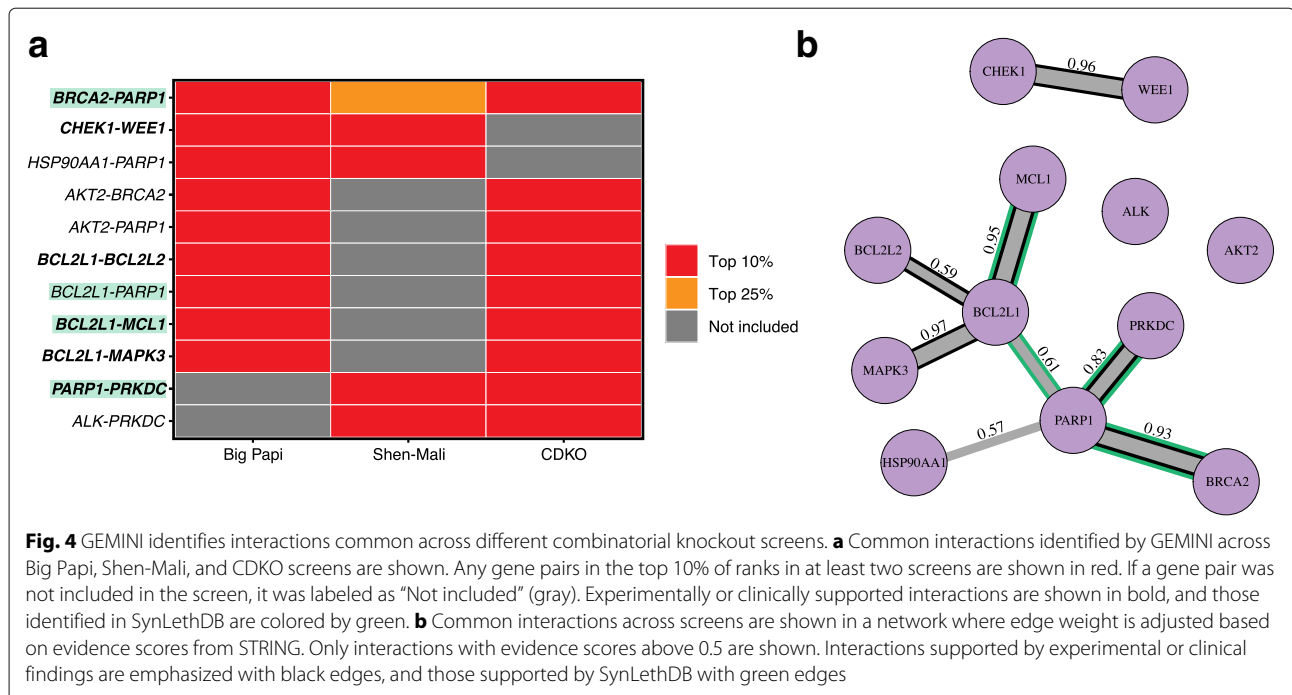 a
BRCA2-PARP1
CHEK1-WEE1
HSP90AA1-PARP1
AKT2-BRCA2
AKT2-PARP1
BCL2L1-BCL2L2
BCL2L1-PARP1
BCL2L1-MCL1
BCL2L1-MAPK3
PARP1-PRKDC
ALK-PRKDC
Big Papi Shen-Mali CDKO
Top 10%
Top 25%
Not included
b
CHEK1
0.96
WEE1
MCL1
ALK
BCL2L2
AKT2
0.95
0.59
BCL2L1
PRKDC
0.97
MAPK3
0.61
0.83
PARP1
0.93
0.57
HSP90AA1
BRCA2
Fig. 4 GEMINI identifies interactions common across different combinatorial knockout screens. a Common interactions identified by GEMINI across
Big Papi, Shen-Mali, and CDKO screens are shown. Any gene pairs in the top 10% of ranks in at least two screens are shown in red. If a gene pair was
not included in the screen, it was labeled as “Not included” (gray). Experimentally or clinically supported interactions are shown in bold, and those
identified in SynLethDB are colored by green. b Common interactions across screens are shown in a network where edge weight is adjusted based
on evidence scores from STRING. Only interactions with evidence scores above 0.5 are shown. Interactions supported by experimental or clinical
findings are emphasized with black edges, and those supported by SynLethDB with green edges